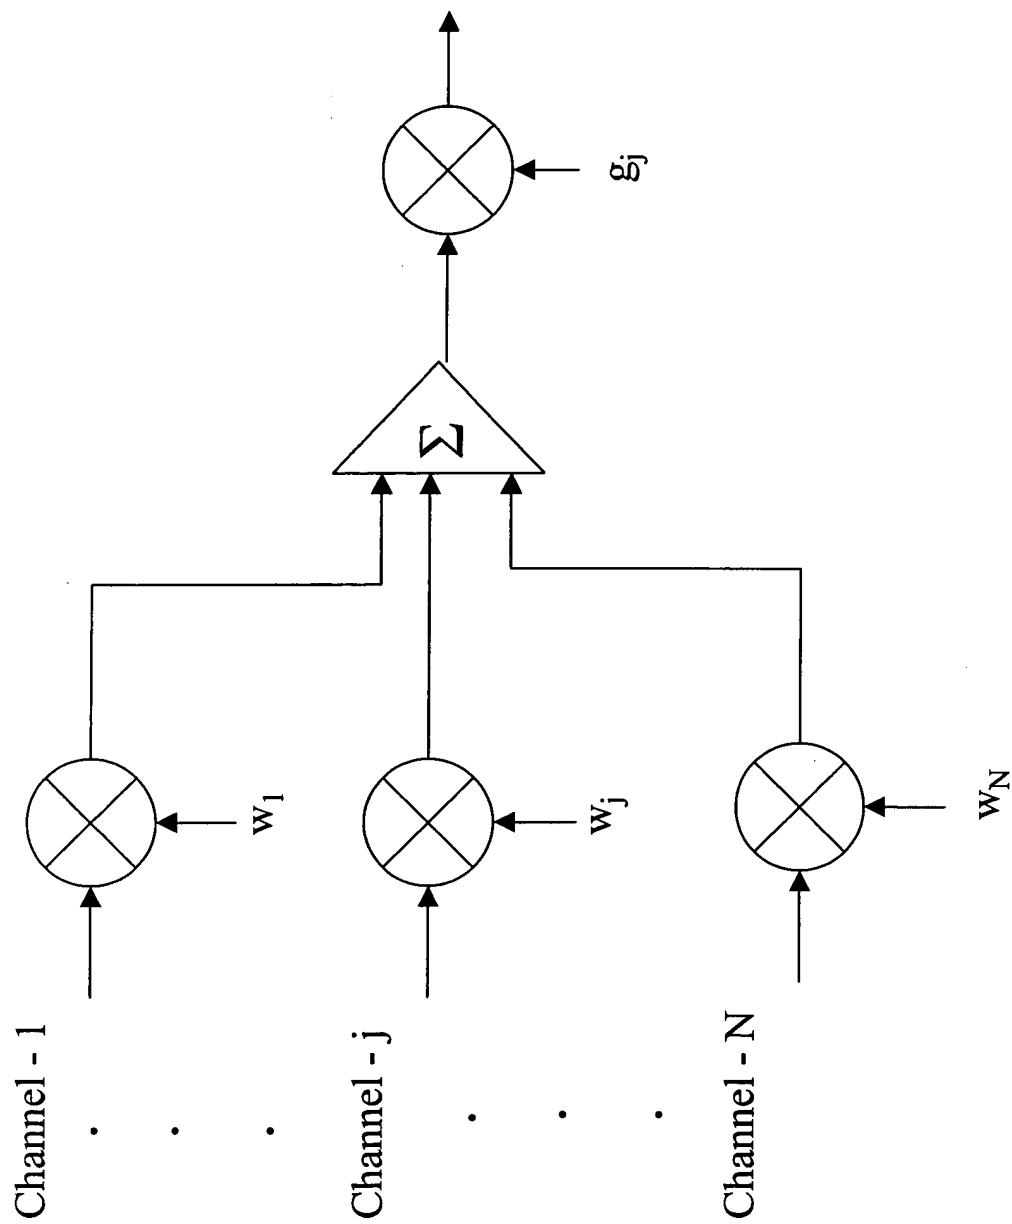 Channel - 1
w1
.
.
.
Channel - j
wj
.
.
.
Channel - N
wN
Σ
gj